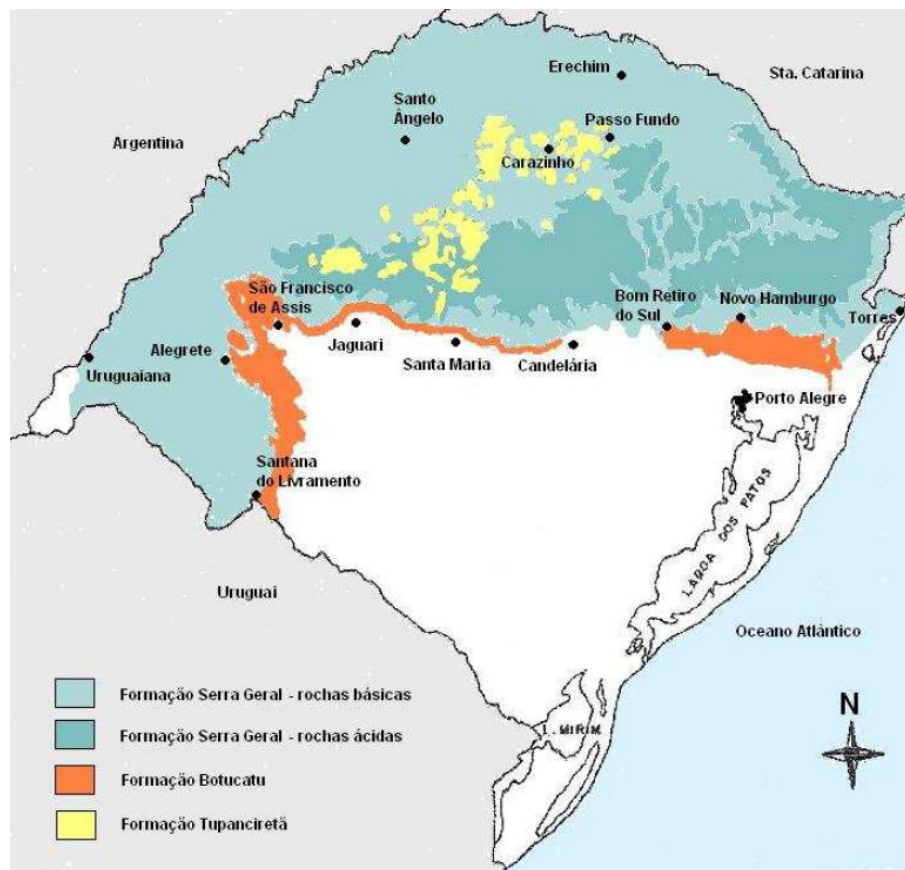 Erechim
Sta. Catarina
Santo
Ângelo
Argentina
Passo Fundo
Carazinho
São Francisco
de Assis
Bom Retiro
do Sul
Novo Hamburgo
Torres
Jaguari
Alegrete
Santa Maria
Candelária
Uruguaiana
Porto Alegre
Santana
do Livramento
LAGOA DOS PATOS
Uruguai
Oceano Atlântico
Formação Serra Geral - rochas básicas
N
L. MIRIM
Formação Serra Geral - rochas ácidas
Formação Botucatu
Formação Tupanciretã